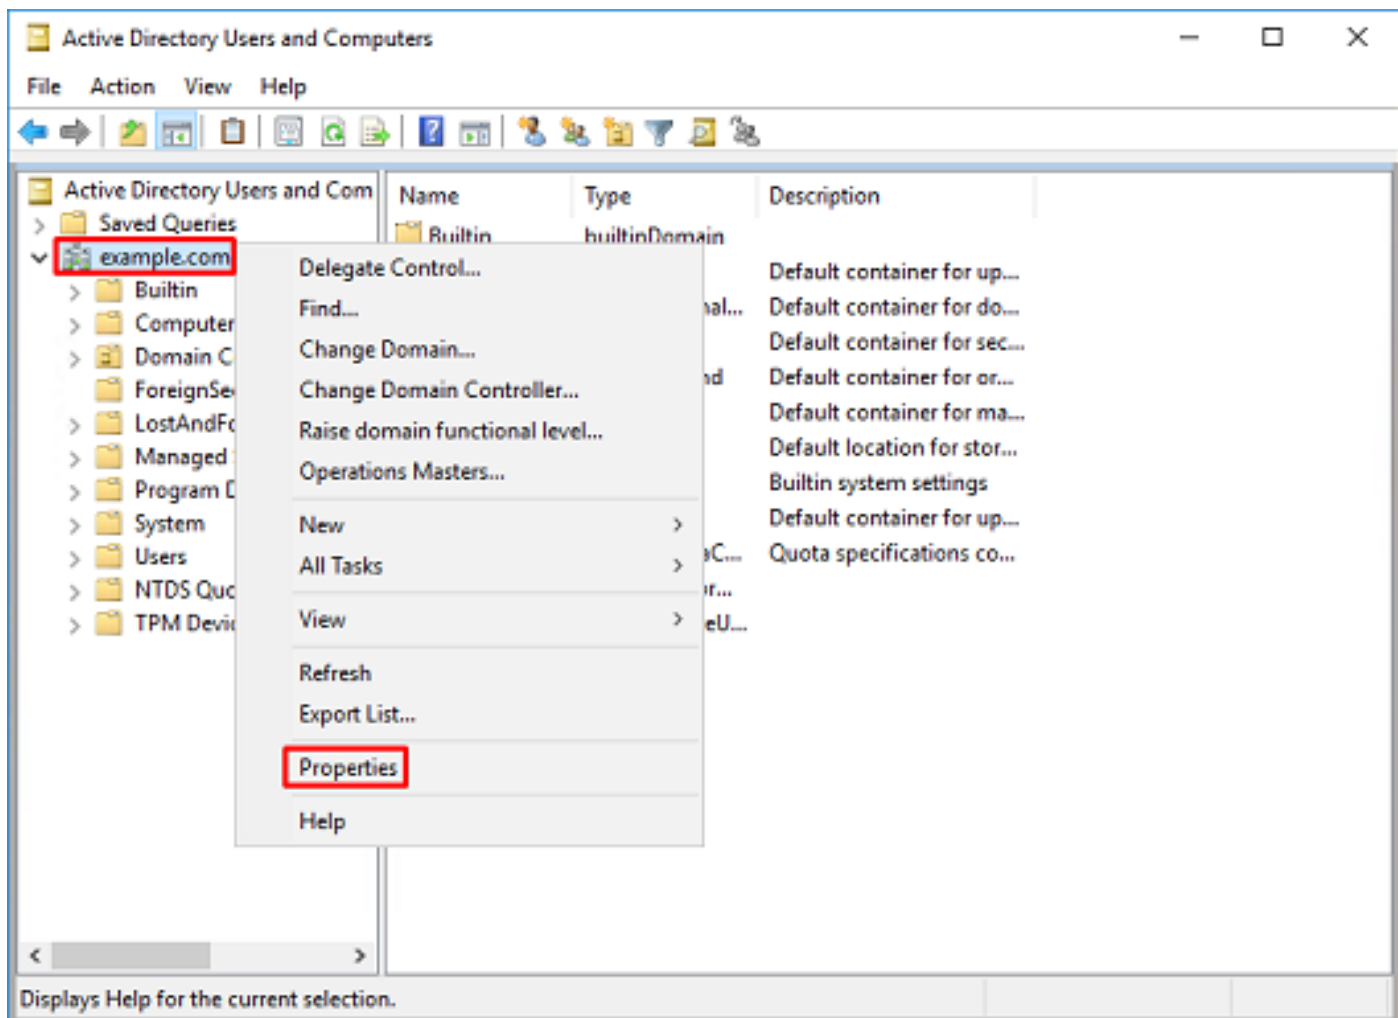 Active Directory Users and Computers
File Action View Help
Active Directory Users and Com
Saved Queries
example.com
Builtin
Computer
Domain C
ForeignSe
LostAndFo
Managed
Program D
System
Users
NTDS Quo
TPM Devi
Name Type Description
Builtin builtinDomain
Default container for up...
nal... Default container for do...
Default container for sec...
nd Default container for or...
Default container for ma...
Default location for stor...
Builtin system settings
Default container for up...
aC... Quota specifications co...
r...
eU...
Delegate Control...
Find...
Change Domain...
Change Domain Controller...
Raise domain functional level...
Operations Masters...
New
All Tasks
View
Refresh
Export List...
Properties
Help
Displays Help for the current selection.